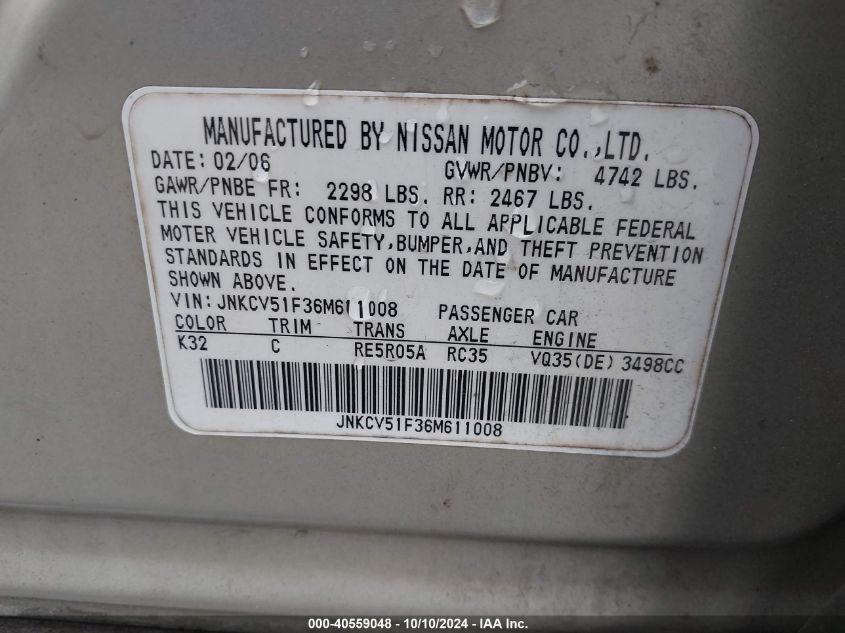 MANUFACTURED BY NISSAN MOTOR CO.,LTD.
DATE: 02/06 GVWR/PNBV: 4742 LBS.
GAWR/PNBE FR: 2298 LBS. RR: 2467 LBS.
THIS VEHICLE CONFORMS TO ALL APPLICABLE FEDERAL
MOTER VEHICLE SAFETY,BUMPER,AND THEFT PREVENTION
STANDARDS IN EFFECT ON THE DATE OF MANUFACTURE
SHOWN ABOVE.
VIN:JNKCV51F36M611008 PASSENGER CAR
COLOR TRIM TRANS AXLE ENGINE
K32 C RE5R05A RC35 VQ35(DE) 3498CC
JNKCV51F36M611008
000-40559048 - 10/10/2024 - IAA Inc.